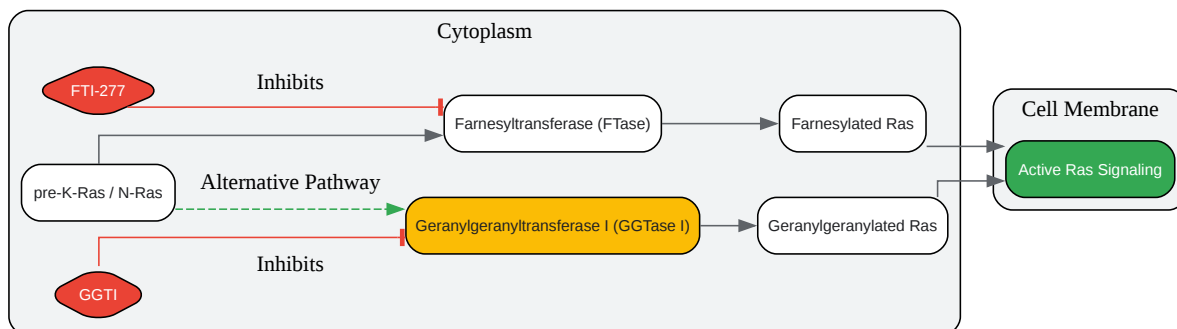 Cytoplasm
FTI-277
Inhibits
Farnesyltransferase (FTase)
Farnesylated Ras
Cell Membrane
pre-K-Ras / N-Ras
Alternative Pathway
Active Ras Signaling
Geranylgeranyltransferase I (GGTase I)
Geranylgeranylated Ras
Inhibits
GGTI